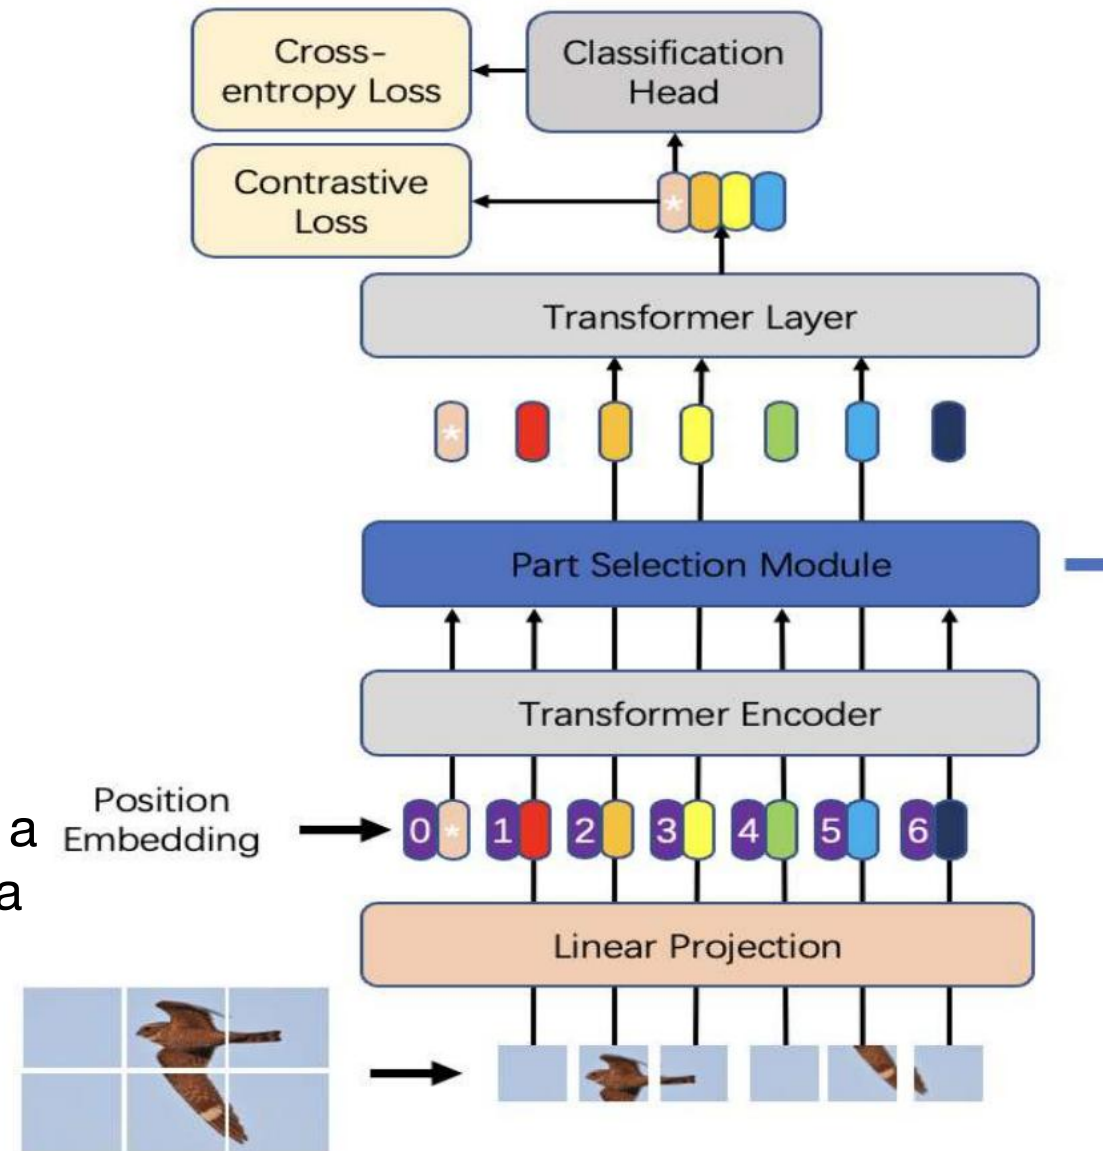 Cross-
entropy Loss
Classification
Head
Contrastive
Loss
*
Transformer Layer
*
Part Selection Module
Transformer Encoder
a
Position
Embedding
0 * 1 2 3 4 5 6
a
Linear Projection